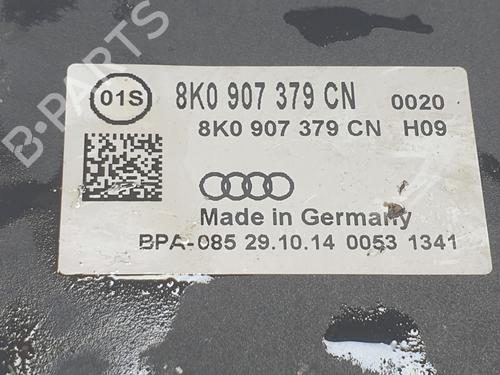 B-PARTS
01S
8K0 907 379 CN 0020
8K0 907 379 CN H09
Made in Germany
BPA-085 29.10.14 0053 1341